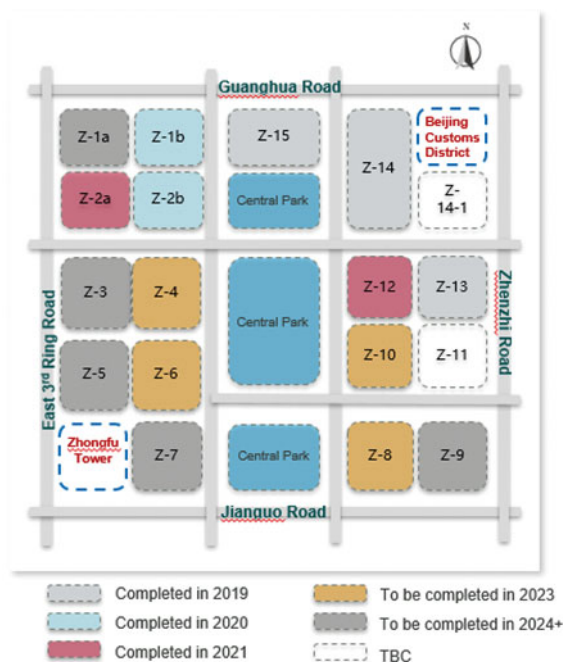 N
Guanghua Road
Z-1a
Z-1b
Z-15
Z-14
Beijing
Customs
District
Z-2a
Z-2b
Central Park
Z-
14-1
East 3rd Ring Road
Z-3
Z-4
Central Park
Z-12
Z-13
Zhenzhi Road
Z-5
Z-6
Z-10
Z-11
Zhongfu
Tower
Z-7
Central Park
Z-8
Z-9
Jianguo Road
Completed in 2019
To be completed in 2023
Completed in 2020
To be completed in 2024+
Completed in 2021
TBC